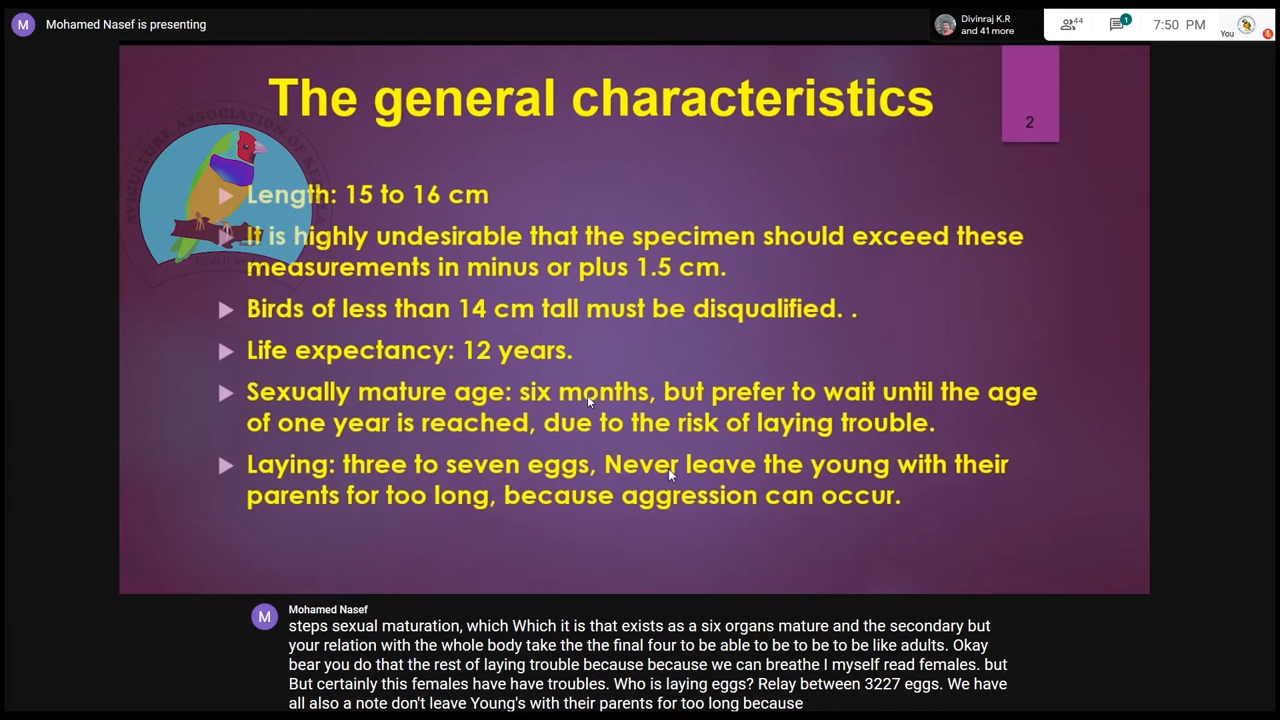 M Mohamed Nasef is presenting
Divinraj K.R
and 41 more
44
1
7:50 PM
You
The general characteristics
2
AVICULTURE ASSOCIATION OF
Length: 15 to 16 cm
It is highly undesirable that the specimen should exceed these
measurements in minus or plus 1.5 cm.
Birds of less than 14 cm tall must be disqualified. .
Life expectancy: 12 years.
Sexually mature age: six months, but prefer to wait until the age
of one year is reached, due to the risk of laying trouble.
Laying: three to seven eggs, Never leave the young with their
parents for too long, because aggression can occur.
M
Mohamed Nasef
steps sexual maturation, which Which it is that exists as a six organs mature and the secondary but
your relation with the whole body take the the final four to be able to be to be to be like adults. Okay
bear you do that the rest of laying trouble because because we can breathe I myself read females. but
But certainly this females have have troubles. Who is laying eggs? Relay between 3227 eggs. We have
all also a note don't leave Young's with their parents for too long because